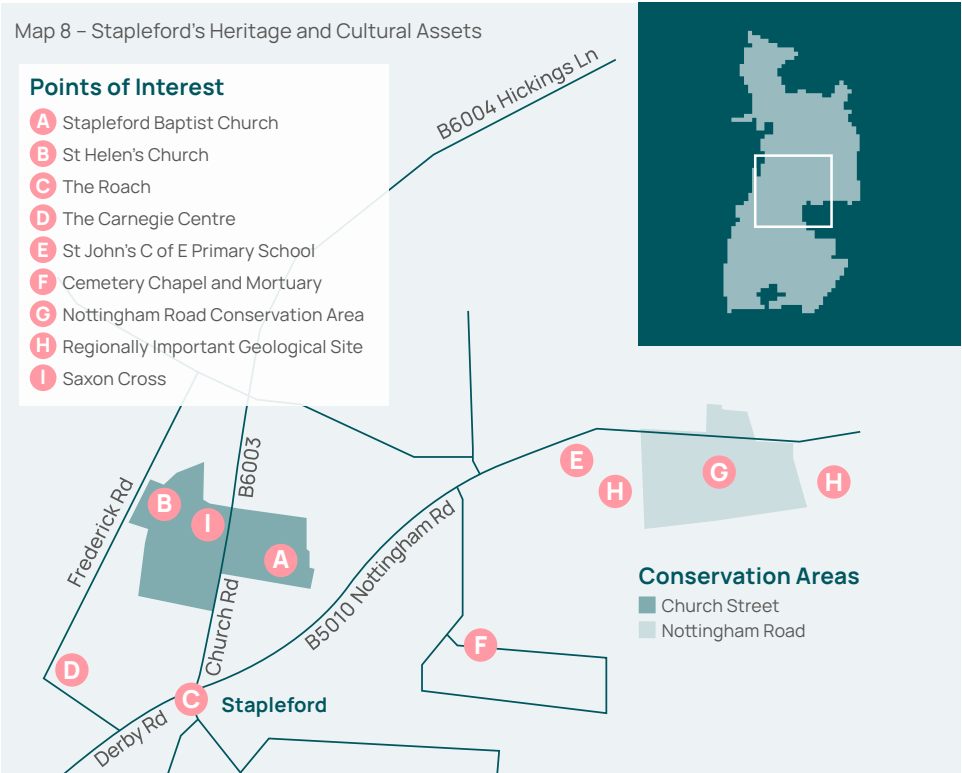 Map 8 – Stapleford's Heritage and Cultural Assets
Points of Interest
A Stapleford Baptist Church
B St Helen's Church
C The Roach
D The Carnegie Centre
E St John's C of E Primary School
F Cemetery Chapel and Mortuary
G Nottingham Road Conservation Area
H Regionally Important Geological Site
I Saxon Cross
B6004 Hickings Ln
B6003
Frederick Rd
Church Rd
B5010 Nottingham Rd
Derby Rd
Stapleford
B
I
A
D
C
F
E
H
G
H
Conservation Areas
Church Street
Nottingham Road